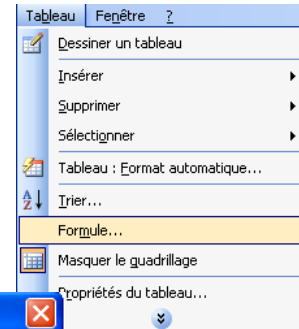 Tableau Fenêtre ?
Dessiner un tableau
Insérer
Supprimer
Sélectionner
Tableau : Format automatique...
Trier...
Formule...
Masquer le quadrillage
Propriétés du tableau...